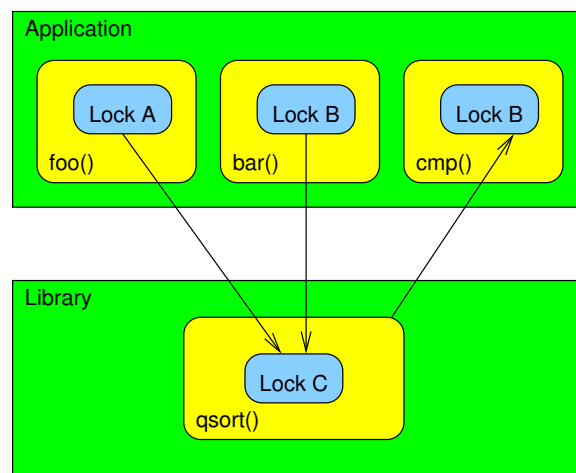 Application
Lock A
Lock B
Lock B
foo()
bar()
cmp()
Library
Lock C
qsort()